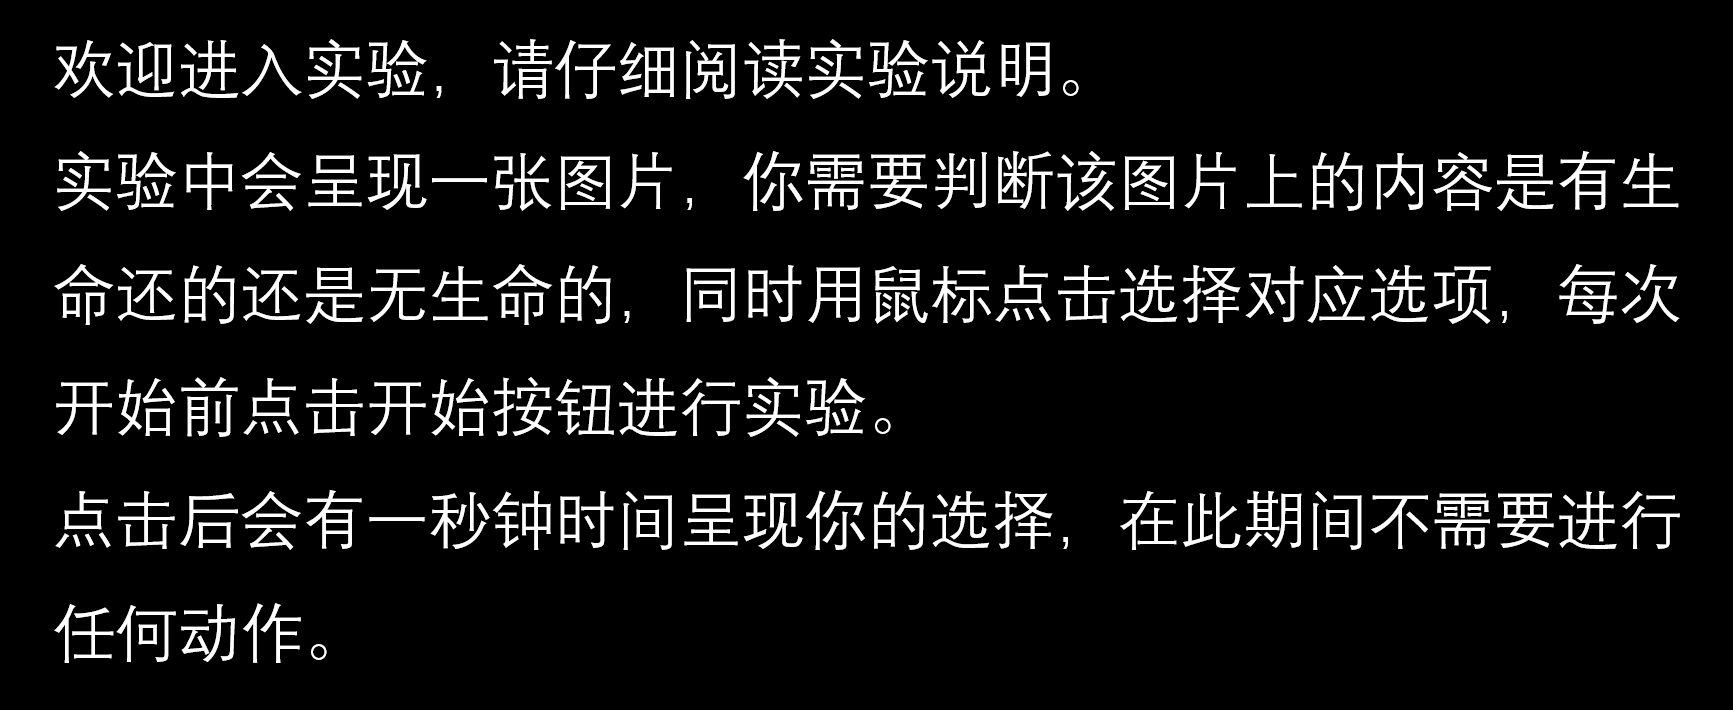 欢迎进入实验，请仔细阅读实验说明。
实验中会呈现一张图片，你需要判断该图片上的内容是有生
命还的还是无生命的，同时用鼠标点击选择对应选项，每次
开始前点击开始按钮进行实验。
点击后会有一秒钟时间呈现你的选择，在此期间不需要进行
任何动作。